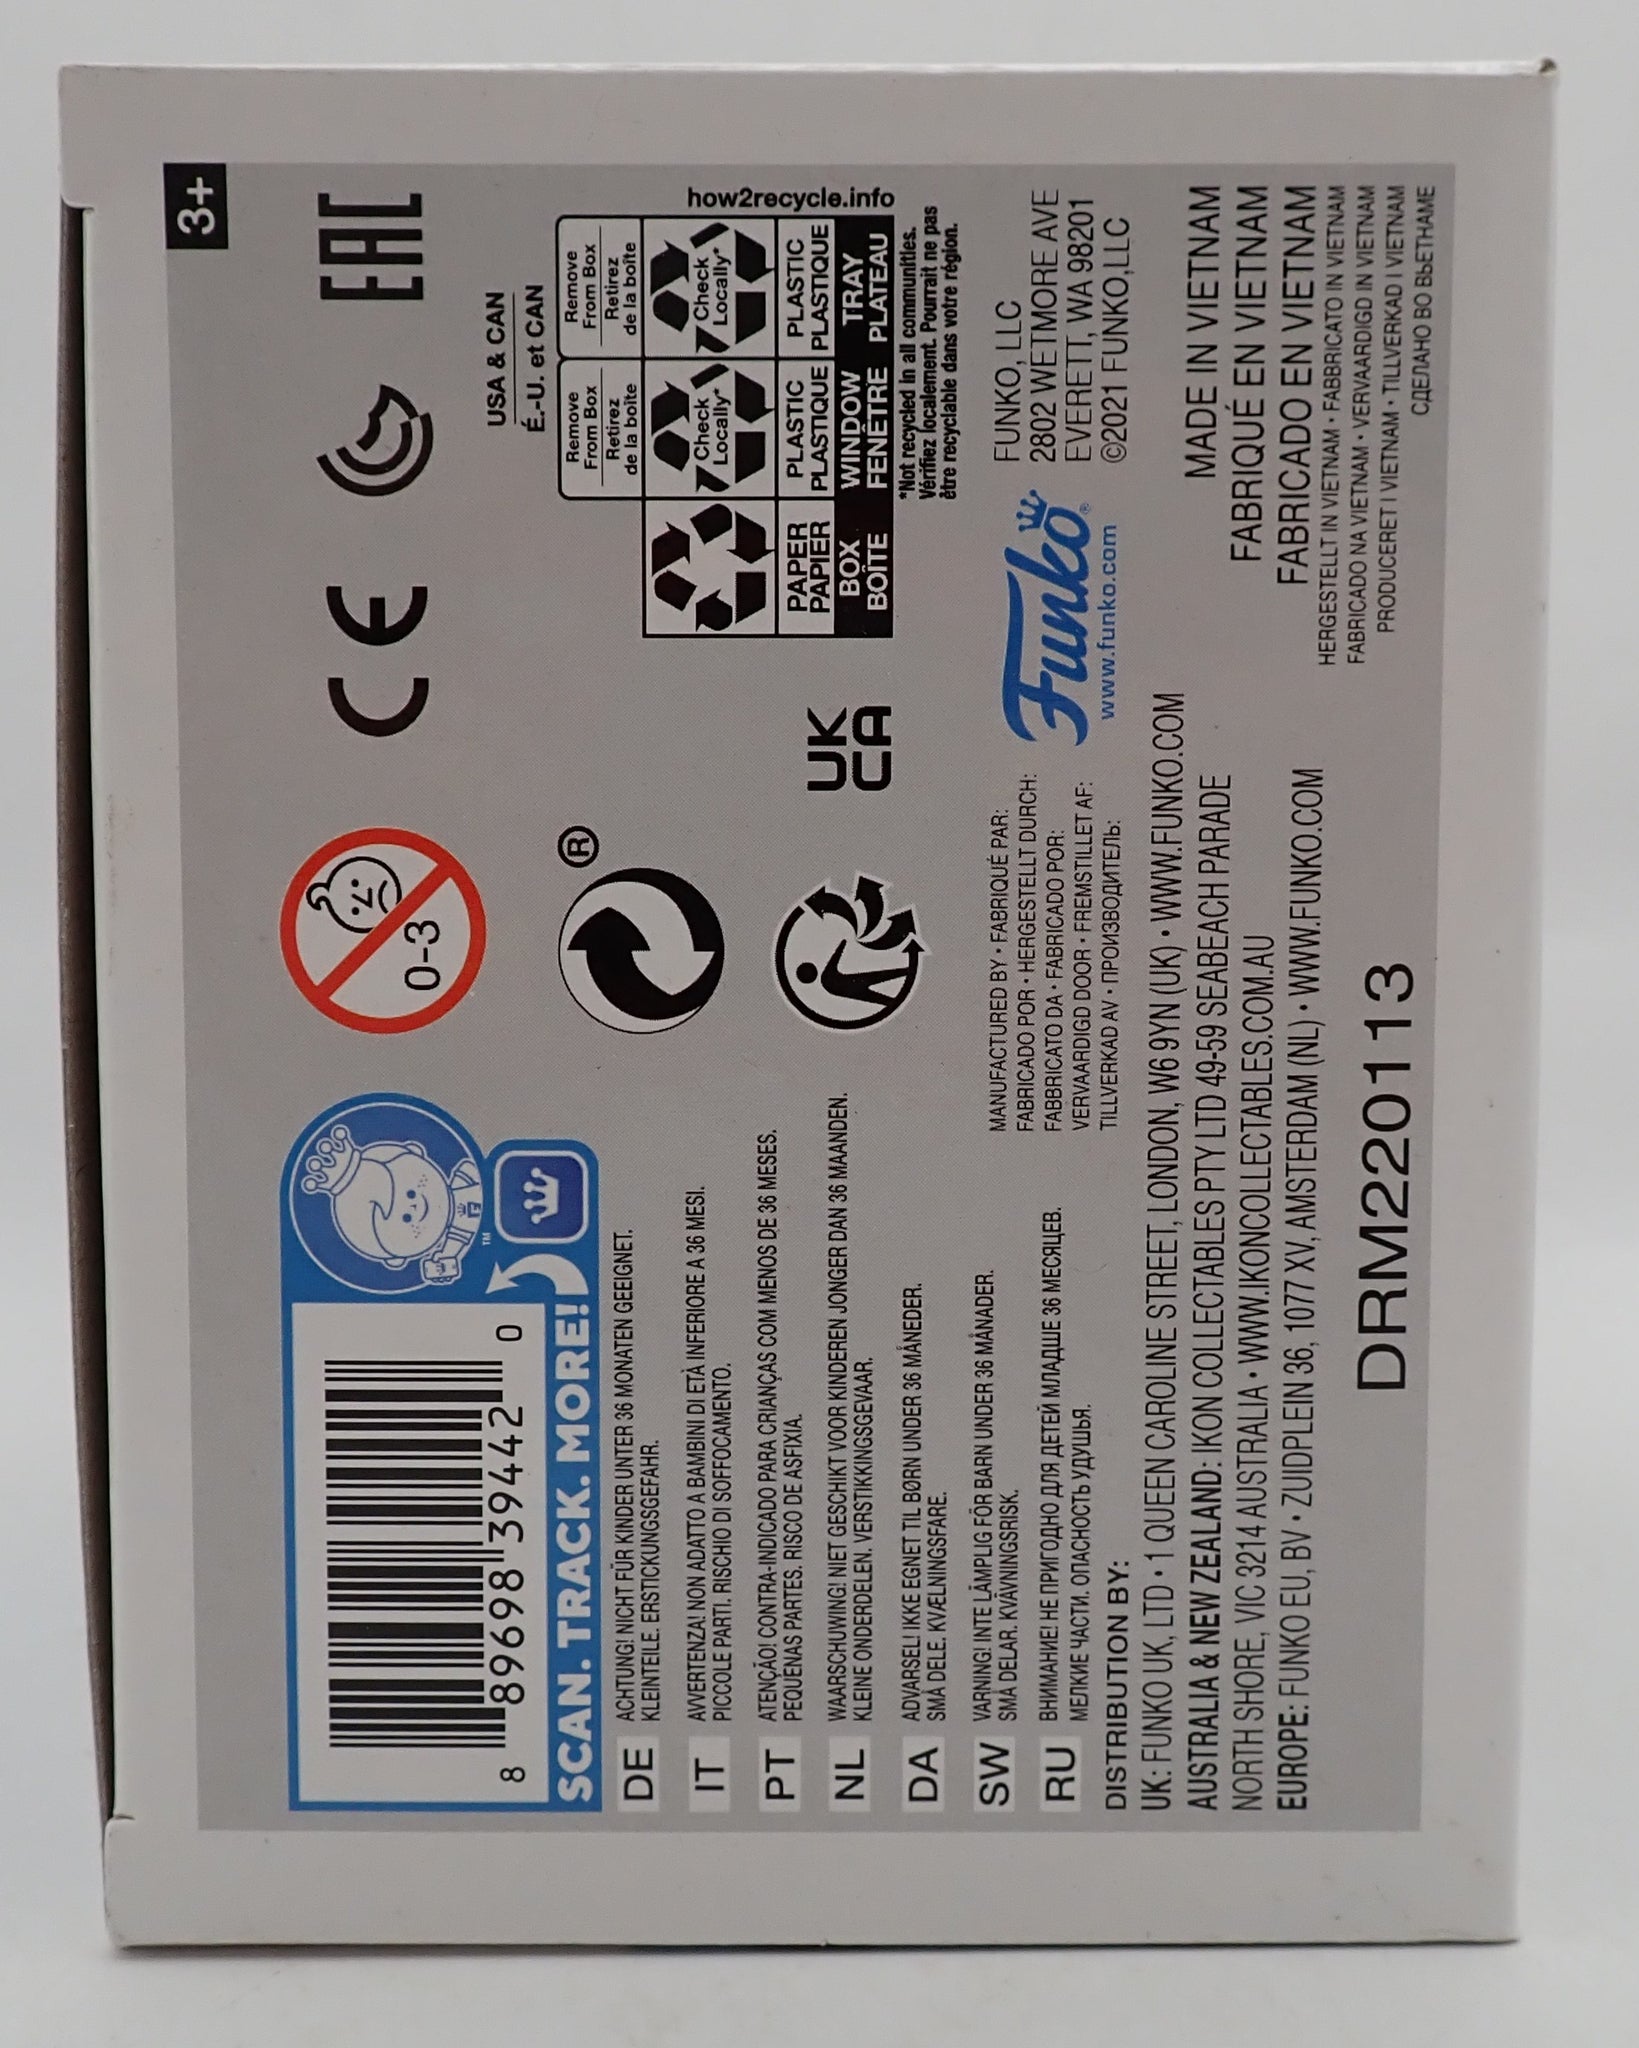 3+
8 89698 39442 0
SCAN. TRACK. MORE!
TM
0-3
CE
EAC
®
UK
CA
USA & CAN
É.-U. et CAN
Remove
From Box
Retirez
de la boîte
Remove
From Box
Retirez
de la boîte
Check
Locally*
Check
Locally*
PAPER
PAPIER
PLASTIC
PLASTIQUE
PLASTIC
PLASTIQUE
BOX
BOÎTE
WINDOW
FENÊTRE
TRAY
PLATEAU
how2recycle.info
*Not recycled in all communities.
Vérifiez localement. Pourrait ne pas
être recyclable dans votre région.
DE ACHTUNG! NICHT FÜR KINDER UNTER 36 MONATEN GEEIGNET.
KLEINTEILE. ERSTICKUNGSGEFAHR.
IT AVVERTENZA! NON ADATTO A BAMBINI DI ETÀ INFERIORE A 36 MESI.
PICCOLE PARTI. RISCHIO DI SOFFOCAMENTO.
PT ATENÇÃO! CONTRA-INDICADO PARA CRIANÇAS COM MENOS DE 36 MESES.
PEQUENAS PARTES. RISCO DE ASFIXIA.
NL WAARSCHUWING! NIET GESCHIKT VOOR KINDEREN JONGER DAN 36 MAANDEN.
KLEINE ONDERDELEN. VERSTIKKINGSGEVAAR.
DA ADVARSEL! IKKE EGNET TIL BØRN UNDER 36 MÅNEDER.
SMÅ DELE. KVÆLNINGSFARE.
SW VARNING! INTE LÄMPLIG FÖR BARN UNDER 36 MÅNADER.
SMÅ DELAR. KVÄVNINGSRISK.
RU ВНИМАНИЕ! НЕ ПРИГОДНО ДЛЯ ДЕТЕЙ МЛАДШЕ 36 МЕСЯЦЕВ.
МЕЛКИЕ ЧАСТИ. ОПАСНОСТЬ УДУШЬЯ.
MANUFACTURED BY • FABRIQUÉ PAR:
FABRICADO POR • HERGESTELLT DURCH:
FABBRICATO DA • FABRICADO POR:
VERVAARDIGD DOOR • FREMSTILLET AF:
TILLVERKAD AV • ПРОИЗВОДИТЕЛЬ:
Funko®
www.funko.com
FUNKO, LLC
2802 WETMORE AVE
EVERETT, WA 98201
©2021 FUNKO, LLC
DISTRIBUTION BY:
UK: FUNKO UK, LTD • 1 QUEEN CAROLINE STREET, LONDON, W6 9YN (UK) • WWW.FUNKO.COM
AUSTRALIA & NEW ZEALAND: IKON COLLECTABLES PTY LTD 49-59 SEABEACH PARADE
NORTH SHORE, VIC 3214 AUSTRALIA • WWW.IKONCOLLECTABLES.COM.AU
EUROPE: FUNKO EU, BV • ZUIDPLEIN 36, 1077 XV, AMSTERDAM (NL) • WWW.FUNKO.COM
MADE IN VIETNAM
FABRIQUÉ EN VIETNAM
FABRICADO EN VIETNAM
HERGESTELLT IN VIETNAM • FABBRICATO IN VIETNAM
FABRICADO NA VIETNAM • VERVAARDIGD IN VIETNAM
PRODUCERET I VIETNAM • TILLVERKAD I VIETNAM
СДЕЛАНО ВО ВЬЕТНАМЕ
DRM220113